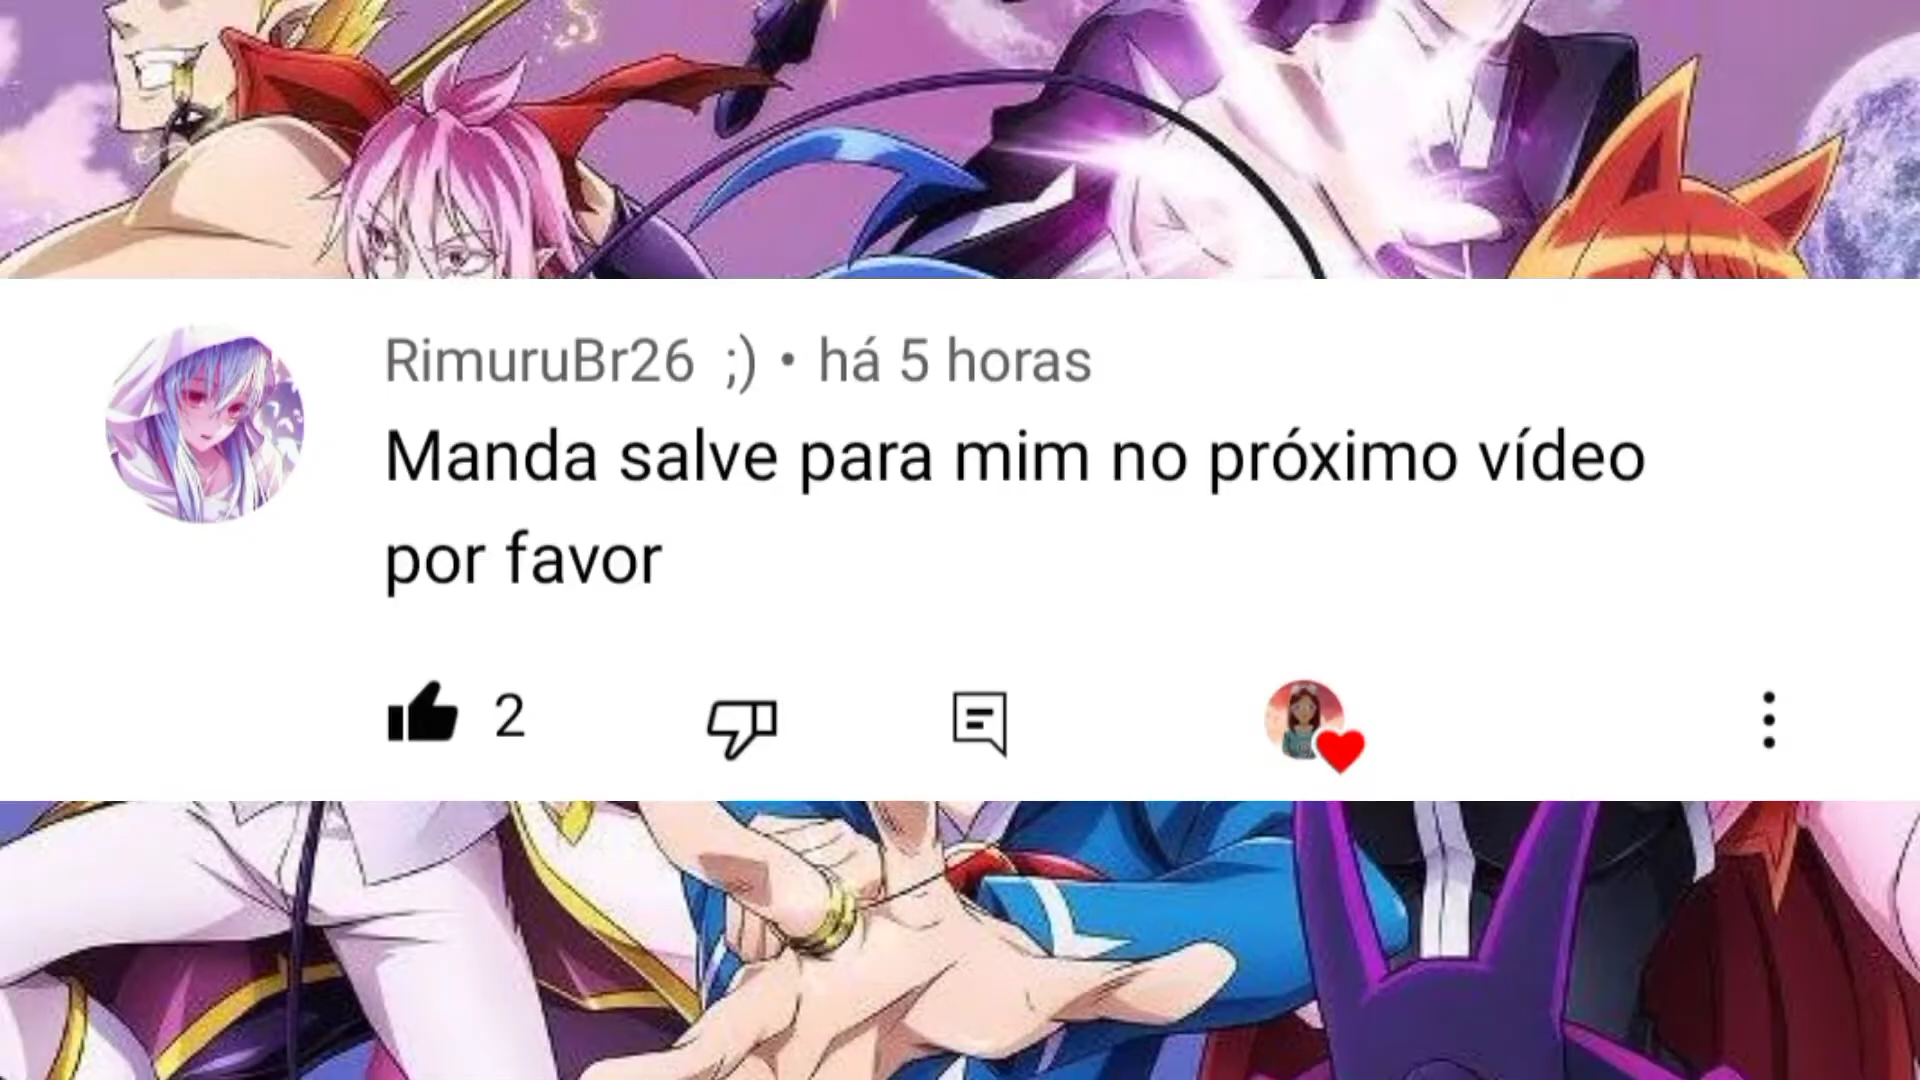 RimuruBr26 ;) • há 5 horas
Manda salve para mim no próximo vídeo
por favor
2